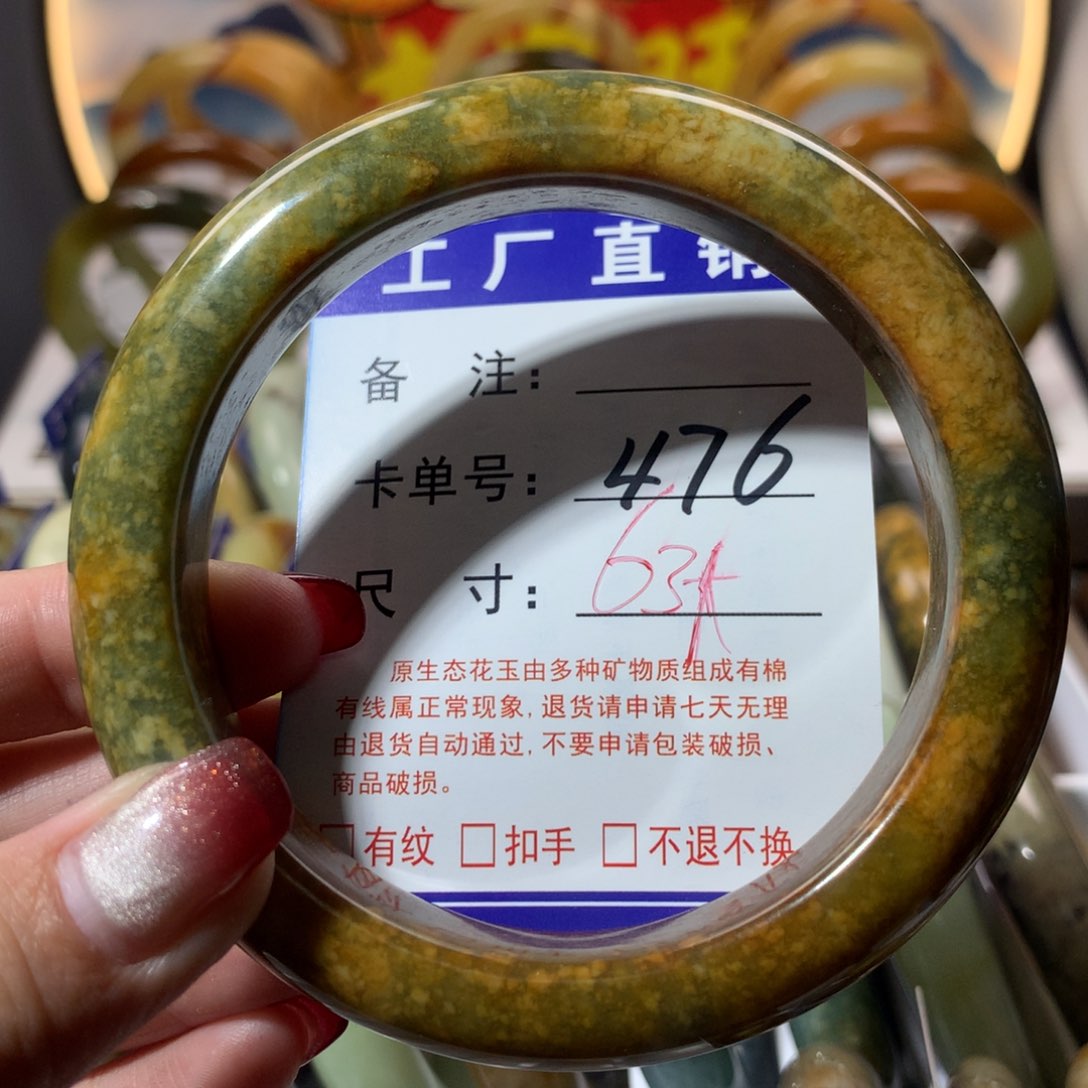 工厂直销
备 注：
卡单号：476
尺 寸：63
原生态花玉由多种矿物质组成有棉
有线属正常现象，退货请申请七天无理
由退货自动通过，不要申请包装破损、
商品破损。
□有纹 □扣手 □不退不换